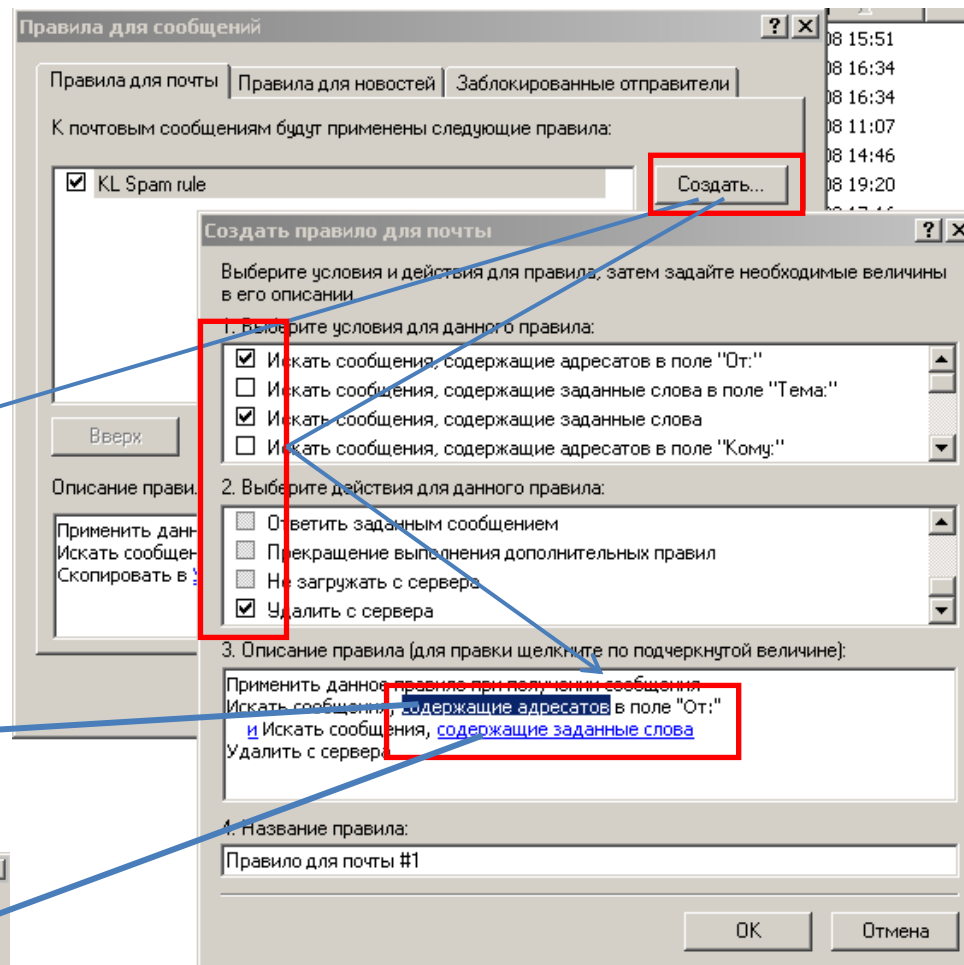 Правила для сообщений
08 15:51
Правила для почты Правила для новостей Заблокированные отправители
08 16:34
08 16:34
К почтовым сообщениям будут применены следующие правила:
08 11:07
08 14:46
KL Spam rule
Создать...
08 19:20
Создать правило для почты
Выберите условия и действия для правила, затем задайте необходимые величины
в его описании.
1. Выберите условия для данного правила:
Искать сообщения, содержащие адресатов в поле "От:"
Искать сообщения, содержащие заданные слова в поле "Тема:"
Искать сообщения, содержащие заданные слова
Искать сообщения, содержащие адресатов в поле "Кому:"
Вверх
Описание прави
2. Выберите действия для данного правила:
Применить данн
Искать сообщен
Скопировать в
Ответить заданным сообщением
Прекращение выполнения дополнительных правил
Не загружать с сервера
Удалить с сервера
3. Описание правила (для правки щелкните по подчеркнутой величине):
Применить данное правило при получении сообщения
Искать сообщения, содержащие адресатов в поле "От:"
и Искать сообщения, содержащие заданные слова
Удалить с сервера
4. Название правила:
Правило для почты #1
OK Отмена